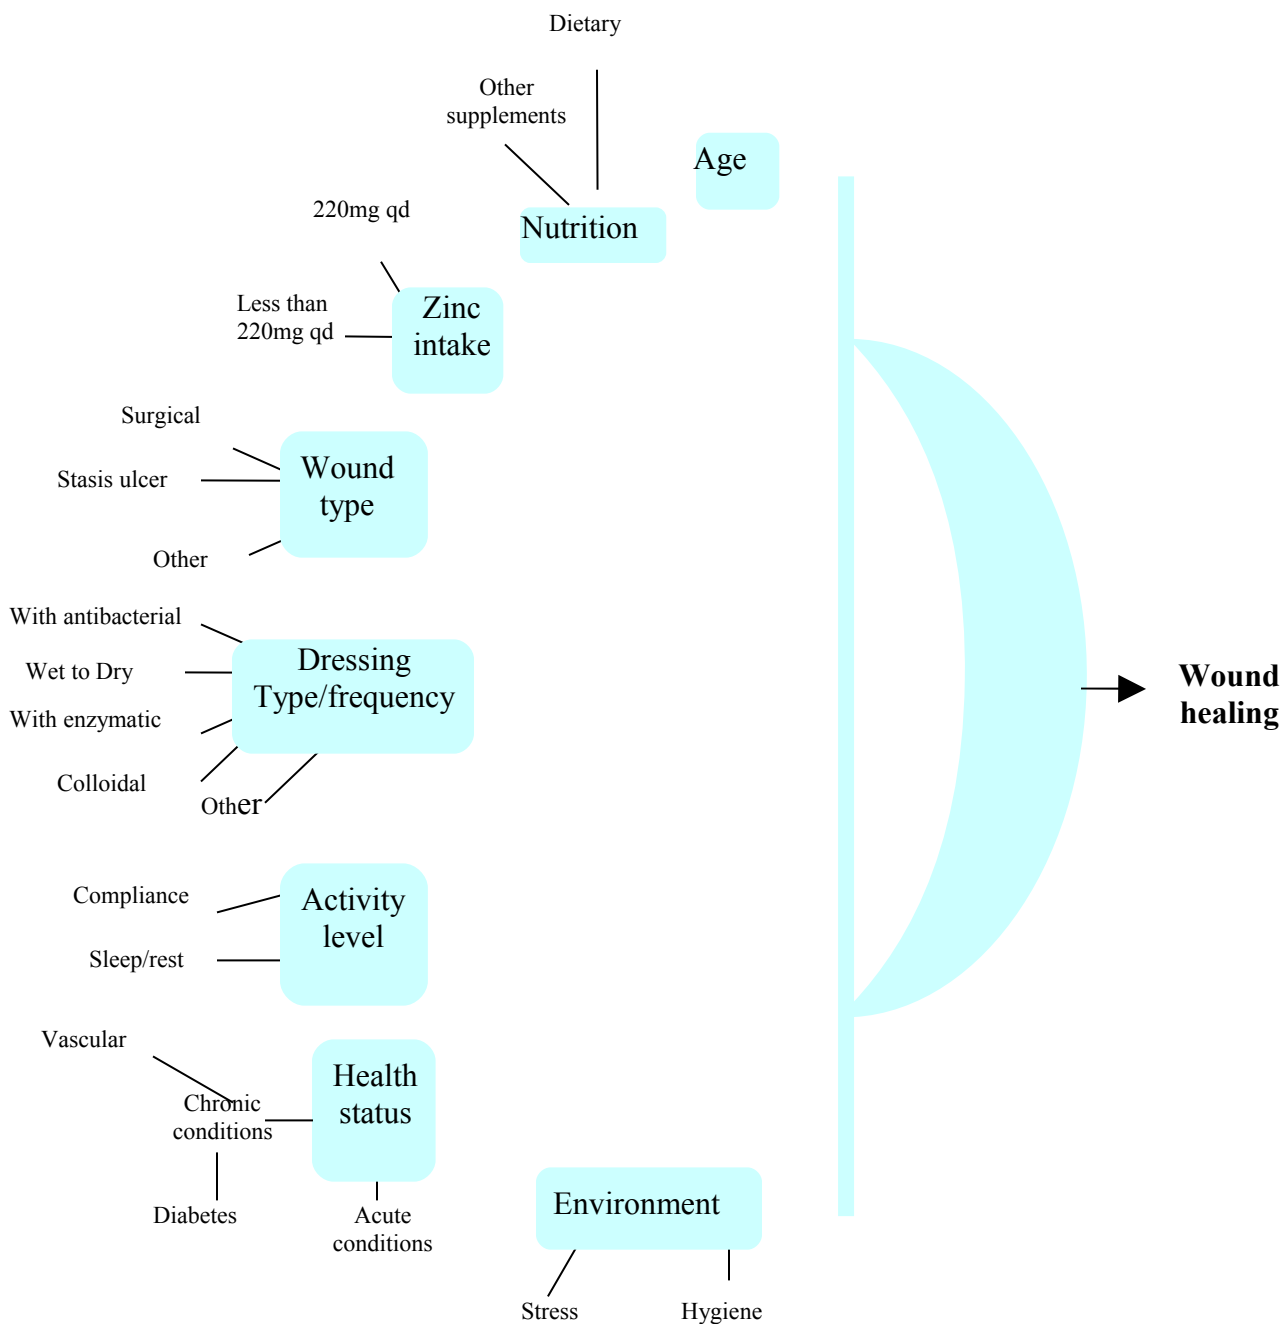 Dietary
Other
supplements
Age
Nutrition
220mg qd
Less than
220mg qd
Zinc
intake
Surgical
Stasis ulcer
Other
Wound
type
With antibacterial
Wet to Dry
With enzymatic
Colloidal
Other
Dressing
Type/frequency
Wound
healing
Compliance
Sleep/rest
Activity
level
Vascular
Chronic
conditions
Health
status
Diabetes
Acute
conditions
Environment
Stress
Hygiene